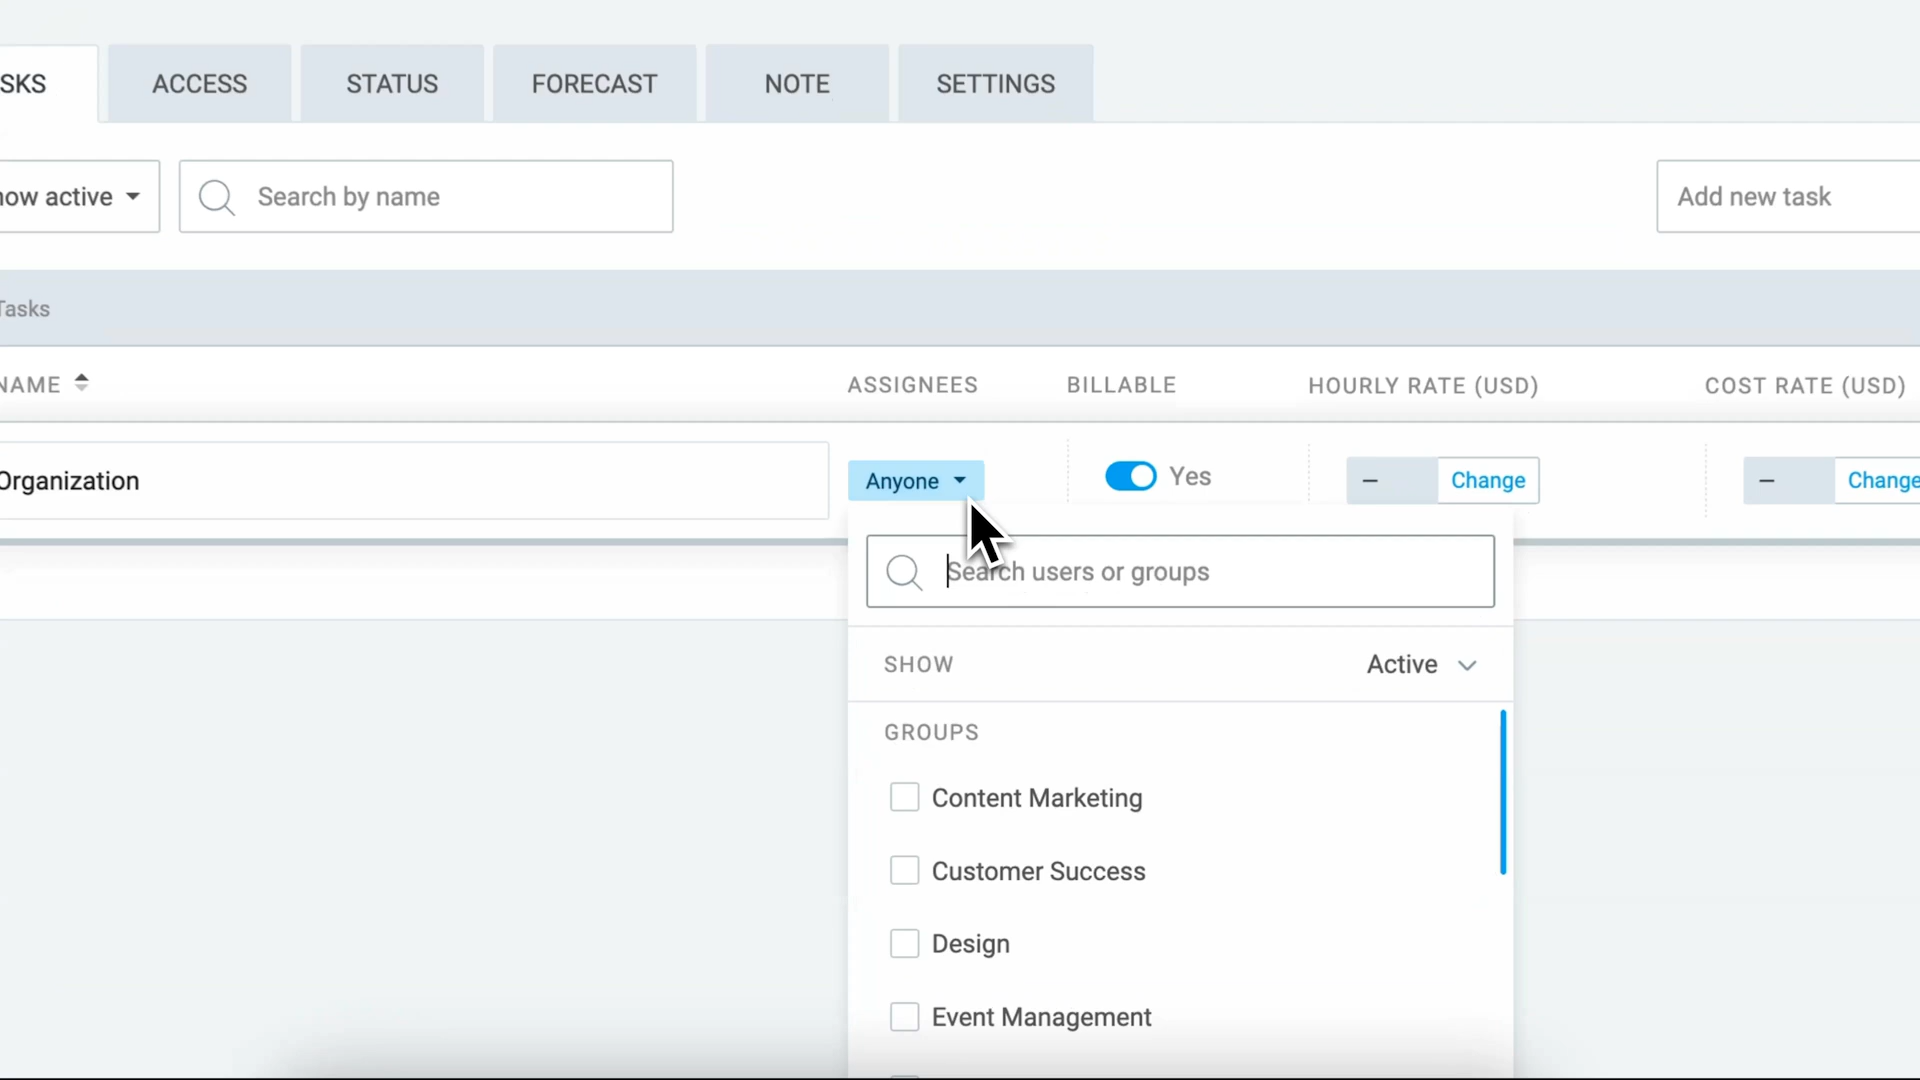 SKS
ACCESS
STATUS
FORECAST
NOTE
SETTINGS
how active
Search by name
Add new task
Tasks
NAME
ASSIGNEES
BILLABLE
HOURLY RATE (USD)
COST RATE (USD)
Organization
Anyone
Yes
–
Change
–
Change
Search users or groups
SHOW
Active
GROUPS
Content Marketing
Customer Success
Design
Event Management